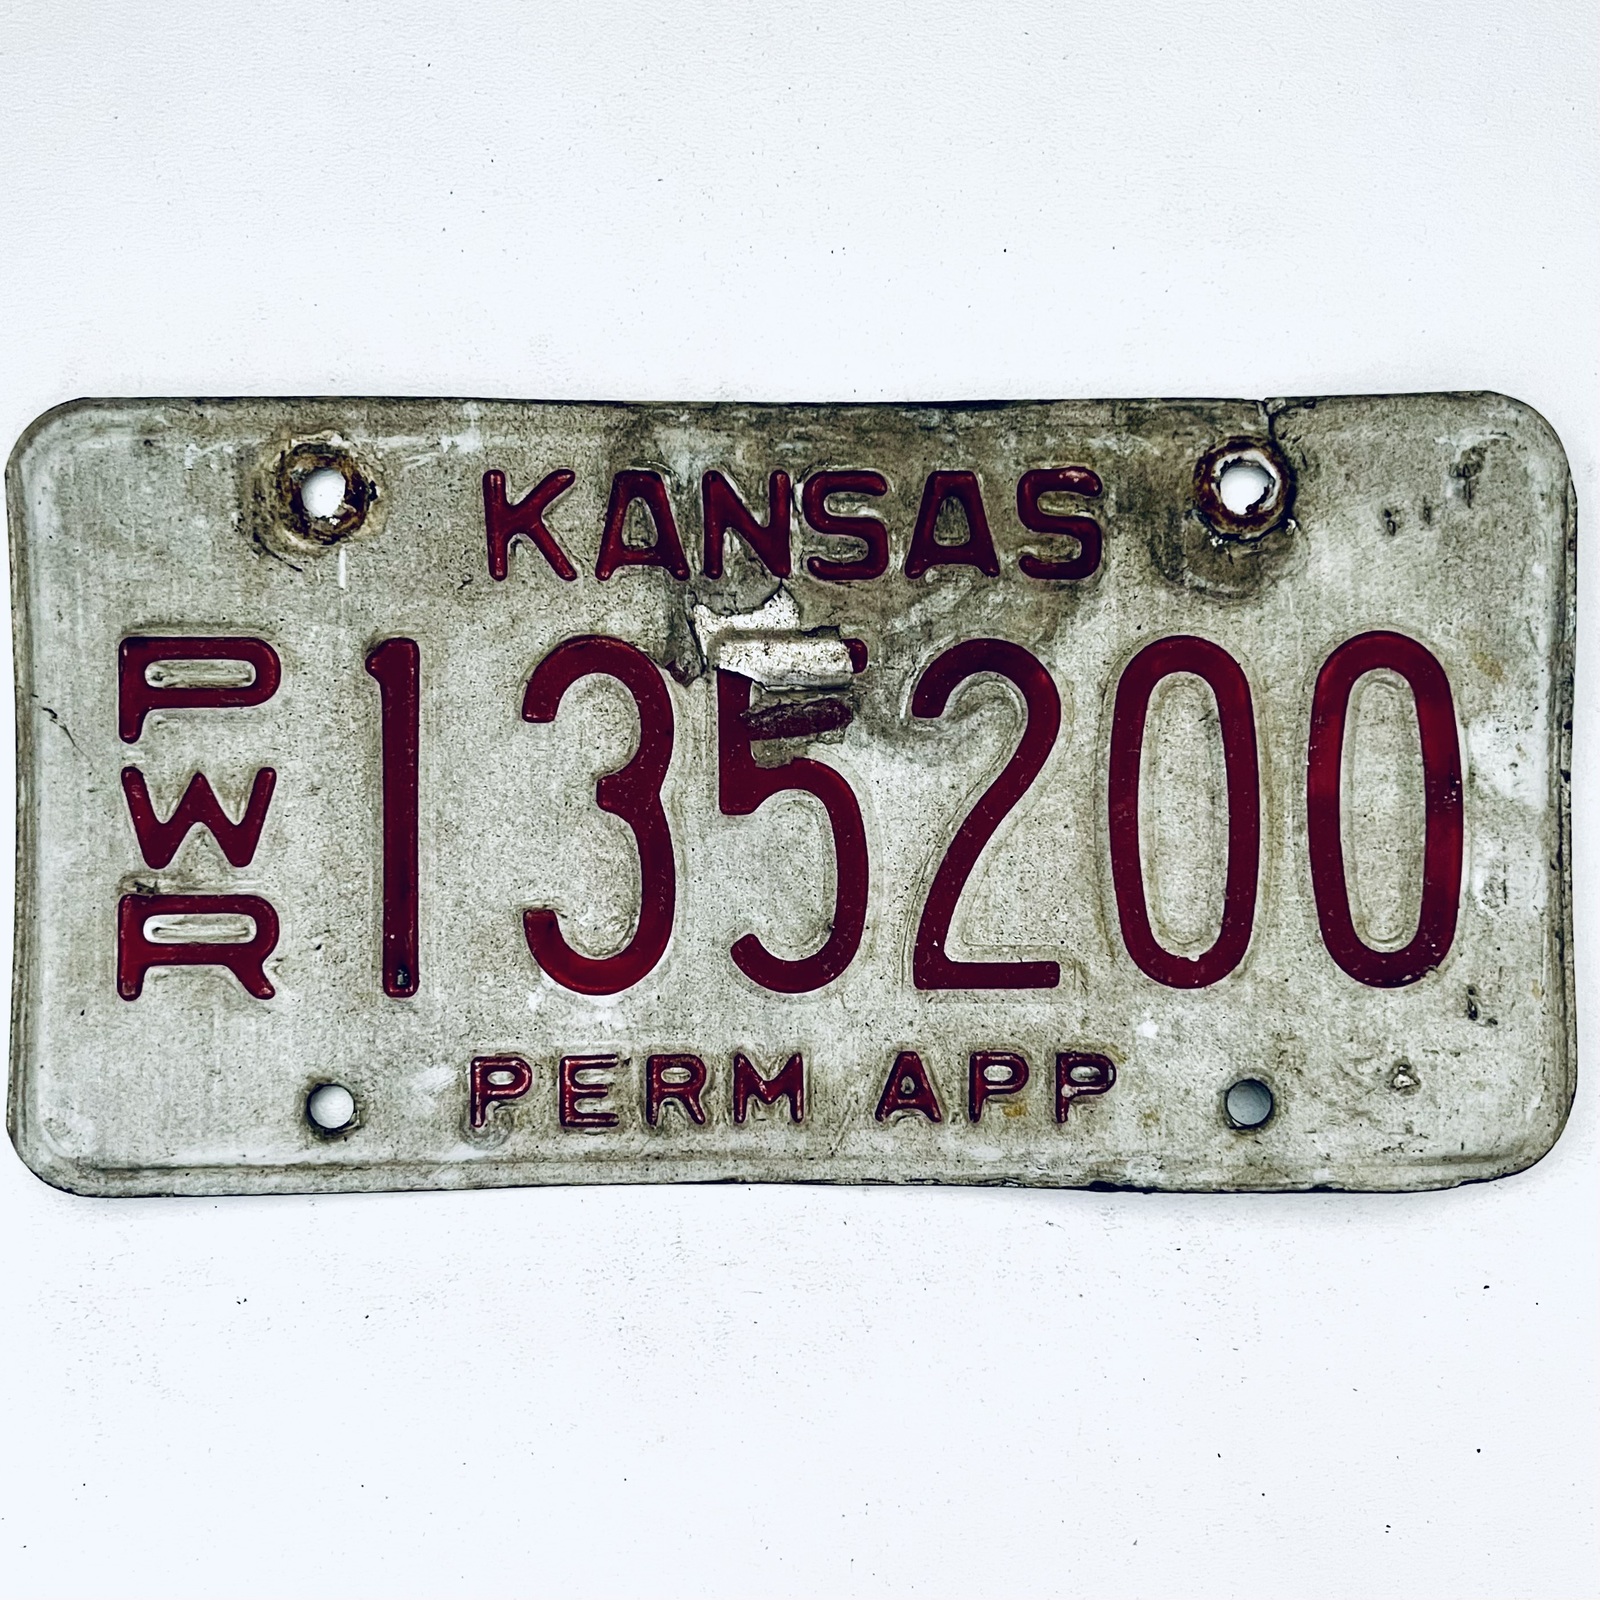 KANSAS
PWR 135200
PERM APP